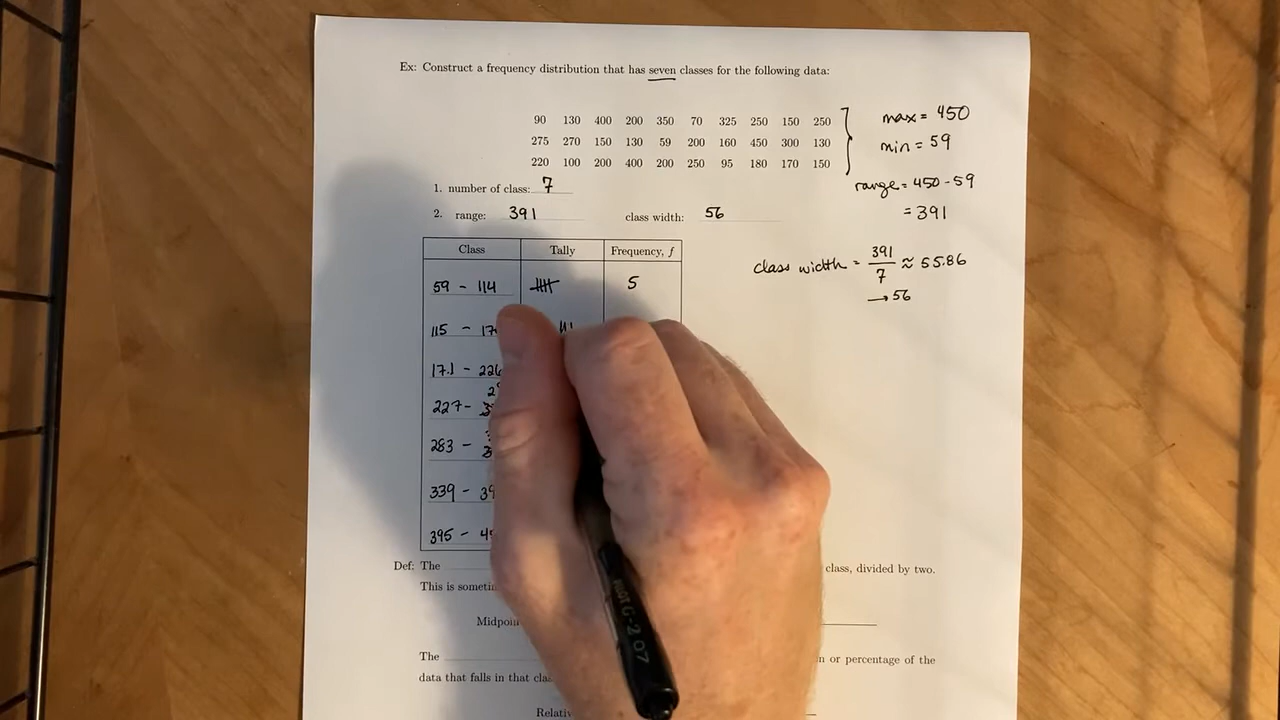 Ex: Construct a frequency distribution that has seven classes for the following data:
90 130 400 200 350 70 325 250 150 250
275 270 150 130 59 200 160 450 300 130
220 100 200 400 200 250 95 180 170 150
max = 450
min = 59
range = 450 - 59
= 391
1. number of class: 7
2. range: 391 class width: 56
class width = 391/7 ≈ 55.86
→ 56
Class Tally Frequency, f
59 - 114 5
115 -
171 - 226
227 -
283 -
339 -
395 -
Def: The class, divided by two.
This is
The or percentage of the
data that falls in that
PILOT G-2 07